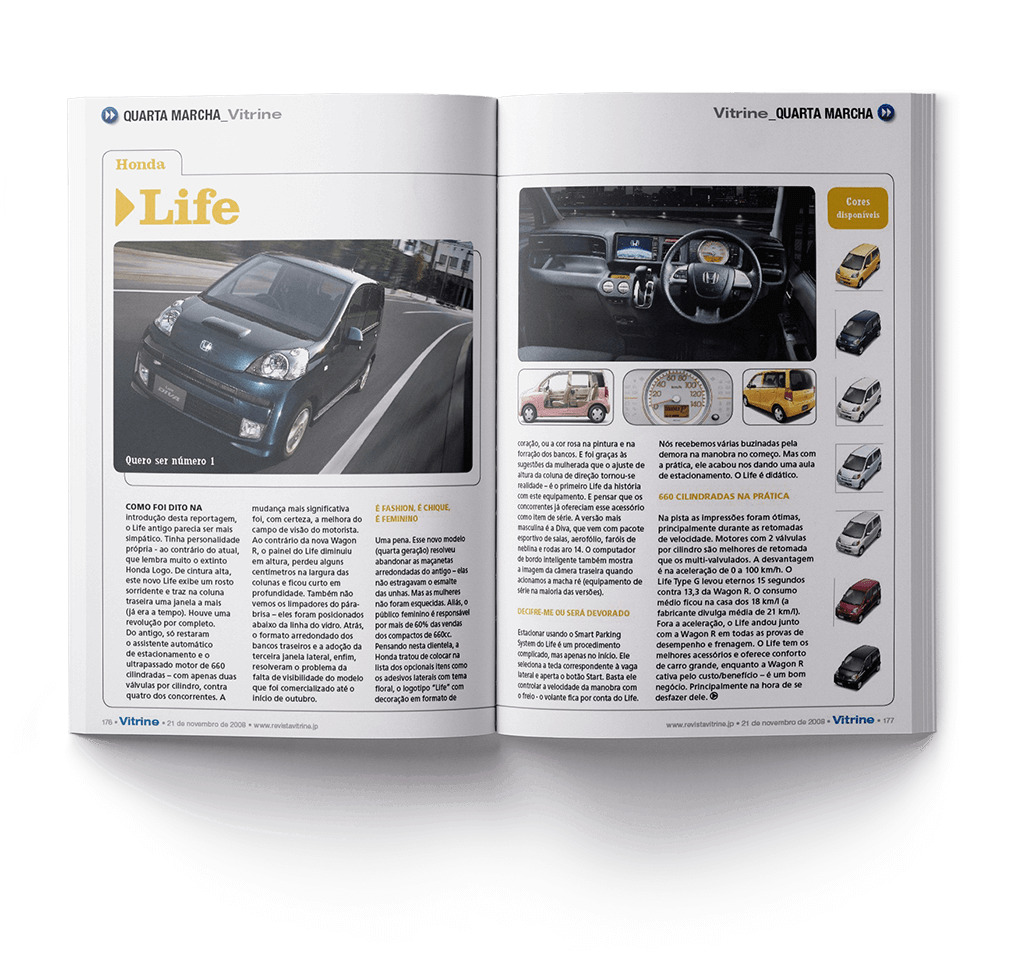 QUARTA MARCHA_Vitrine
Honda
Life
DIVA
Quero ser número 1
COMO FOI DITO NA
introdução desta reportagem,
o Life antigo parecia ser mais
simpático. Tinha personalidade
própria - ao contrário do atual,
que lembra muito o extinto
Honda Logo. De cintura alta,
este novo Life exibe um rosto
sorridente e traz na coluna
traseira uma janela a mais
(já era a tempo). Houve uma
revolução por completo.
Do antigo, só restaram
o assistente automático
de estacionamento e o
ultrapassado motor de 660
cilindradas – com apenas duas
válvulas por cilindro, contra
quatro dos concorrentes. A
mudança mais significativa
foi, com certeza, a melhora do
campo de visão do motorista.
Ao contrário da nova Wagon
R, o painel do Life diminuiu
em altura, perdeu alguns
centímetros na largura das
colunas e ficou curto em
profundidade. Também não
vemos os limpadores do pára-
brisa – eles foram posicionados
abaixo da linha do vidro. Atrás,
o formato arredondado dos
bancos traseiros e a adoção da
terceira janela lateral, enfim,
resolveram o problema da
falta de visibilidade do modelo
que foi comercializado até o
início de outubro.
É FASHION, É CHIQUE,
É FEMININO
Uma pena. Esse novo modelo
(quarta geração) resolveu
abandonar as maçanetas
arredondadas do antigo – elas
não estragavam o esmalte
das unhas. Mas as mulheres
não foram esquecidas. Aliás, o
público feminino é responsável
por mais de 60% das vendas
dos compactos de 660cc.
Pensando nesta clientela, a
Honda tratou de colocar na
lista dos opcionais itens como
os adesivos laterais com tema
floral, o logotipo "Life" com
decoração em formato de
176 • Vitrine • 21 de novembro de 2008 • www.revistavitrine.jp
Vitrine_QUARTA MARCHA
Cores
disponíveis
coração, ou a cor rosa na pintura e na
forração dos bancos. E foi graças às
sugestões da mulherada que o ajuste de
altura da coluna de direção tornou-se
realidade – é o primeiro Life da história
com este equipamento. E pensar que os
concorrentes já ofereciam esse acessório
como item de série. A versão mais
masculina é a Diva, que vem com pacote
esportivo de saias, aerofólio, faróis de
neblina e rodas aro 14. O computador
de bordo inteligente também mostra
a imagem da câmera traseira quando
acionamos a macha ré (equipamento de
série na maioria das versões).
DECIFRE-ME OU SERÁ DEVORADO
Estacionar usando o Smart Parking
System do Life é um procedimento
complicado, mas apenas no início. Ele
seleciona a tecla correspondente à vaga
lateral e aperta o botão Start. Basta ele
controlar a velocidade da manobra com
o freio - o volante fica por conta do Life.
Nós recebemos várias buzinadas pela
demora na manobra no começo. Mas com
a prática, ele acabou nos dando uma aula
de estacionamento. O Life é didático.
660 CILINDRADAS NA PRÁTICA
Na pista as impressões foram ótimas,
principalmente durante as retomadas
de velocidade. Motores com 2 válvulas
por cilindro são melhores de retomada
que os multi-valvulados. A desvantagem
é na aceleração de 0 a 100 km/h. O
Life Type G levou eternos 15 segundos
contra 13,3 da Wagon R. O consumo
médio ficou na casa dos 18 km/l (a
fabricante divulga média de 21 km/l).
Fora a aceleração, o Life andou junto
com a Wagon R em todas as provas de
desempenho e frenagem. O Life tem os
melhores acessórios e oferece conforto
de carro grande, enquanto a Wagon R
cativa pelo custo/benefício – é um bom
negócio. Principalmente na hora de se
desfazer dele.
www.revistavitrine.jp • 21 de novembro de 2008 • Vitrine • 177